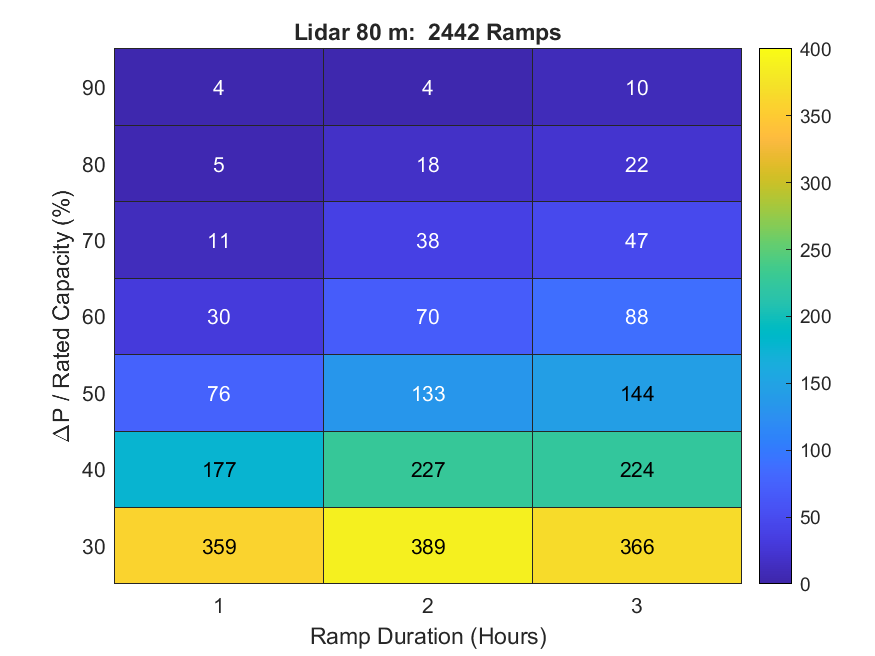 Lidar 80 m:  2442 Ramps
90 4 4 10 400
350
80 5 18 22
300
70 11 38 47
250
60 30 70 88
200
50 76 133 144
150
100
40 177 227 224
50
30 359 389 366
0
1 2 3
Ramp Duration (Hours)
ΔP / Rated Capacity (%)